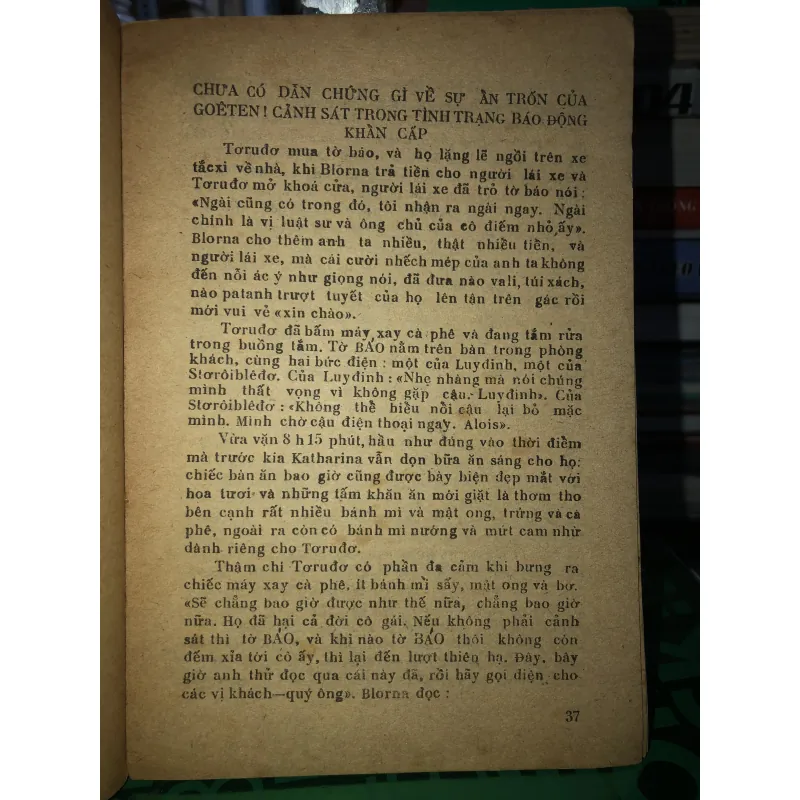 CHƯA CÓ DẪN CHỨNG GÌ VỀ SỰ ẨN TRỐN CỦA
GOÊTEN! CẢNH SÁT TRONG TÌNH TRẠNG BÁO ĐỘNG
KHẨN CẤP
Tơruđơ mua tờ báo, và họ lặng lẽ ngồi trên xe
tắcxi về nhà, khi Blorna trả tiền cho người lái xe và
Tơruđơ mở khoá cửa, người lái xe đã trỏ tờ báo nói:
«Ngài cũng có trong đó, tôi nhận ra ngài ngay. Ngài
chính là vị luật sư và ông chủ của cô điếm nhỏ ấy».
Blorna cho thêm anh ta nhiều, thật nhiều tiền, và
người lái xe, mà cái cười nhếch mép của anh ta không
đến nỗi ác ý như giọng nói, đã đưa nào vali, túi xách,
nào patanh trượt tuyết của họ lên tận trên gác rồi
mới vui vẻ «xin chào».
Tơruđơ đã bấm máy xay cà phê và đang tắm rửa
trong buồng tắm. Tờ BÁO nằm trên bàn trong phòng
khách, cùng hai bức điện: một của Luyđinh, một của
Stơrôiblêđơ. Của Luyđinh: «Nhẹ nhàng mà nói chúng
mình thất vọng vì không gặp cậu. Luyđinh». Của
Stơrôiblêđơ: «Không thể hiểu nổi cậu lại bỏ mặc
mình. Mình chờ cậu điện thoại ngay. Alois».
Vừa vặn 8 h 15 phút, hầu như đúng vào thời điểm
mà trước kia Katharina vẫn dọn bữa ăn sáng cho họ:
chiếc bàn ăn bao giờ cũng được bày biện đẹp mắt với
hoa tươi và những tấm khăn ăn mới giặt là thơm tho
bên cạnh rất nhiều bánh mì và mật ong, trứng và cà
phê, ngoài ra còn có bánh mì nướng và mứt cam nhừ
dành riêng cho Tơruđơ.
Thậm chí Tơruđơ có phần đa cảm khi bưng ra
chiếc máy xay cà phê, ít bánh mì sấy, mật ong và bơ.
«Sẽ chẳng bao giờ được như thế nữa, chẳng bao giờ
nữa. Họ đã hại cả đời cô gái. Nếu không phải cảnh
sát thì tờ BÁO, và khi nào tờ BÁO thôi không còn
đếm xỉa tới cô ấy, thì lại đến lượt thiên hạ. Đây, bây
giờ anh thử đọc qua cái này đã, rồi hãy gọi điện cho
các vị khách—quý ông». Blorna đọc:
37